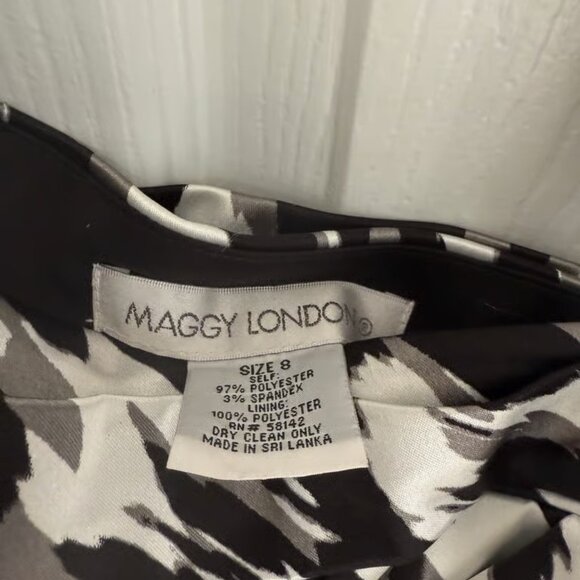 MAGGY LONDON®
SIZE 8
SELF:
97% POLYESTER
3% SPANDEX
LINING:
100% POLYESTER
RN# 58142
DRY CLEAN ONLY
MADE IN SRI LANKA